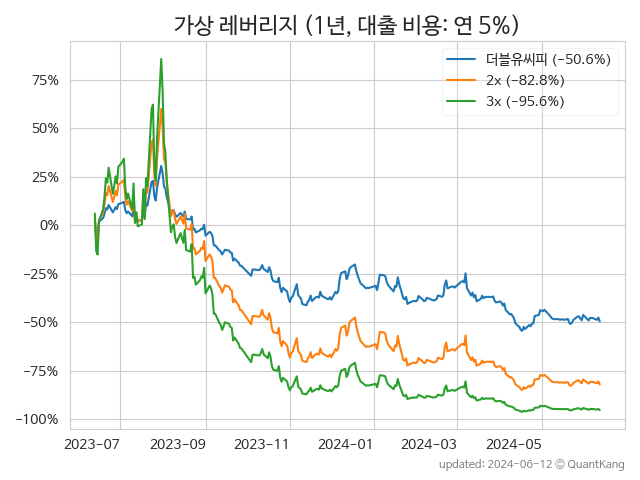 가상 레버리지 (1년, 대출 비용: 연 5%)
더블유씨피 (−50.6%)
2x (−82.8%)
3x (−95.6%)
75%
50%
25%
0%
−25%
−50%
−75%
−100%
2023-07
2023-09
2023-11
2024-01
2024-03
2024-05
updated: 2024-06-12 © QuantKang